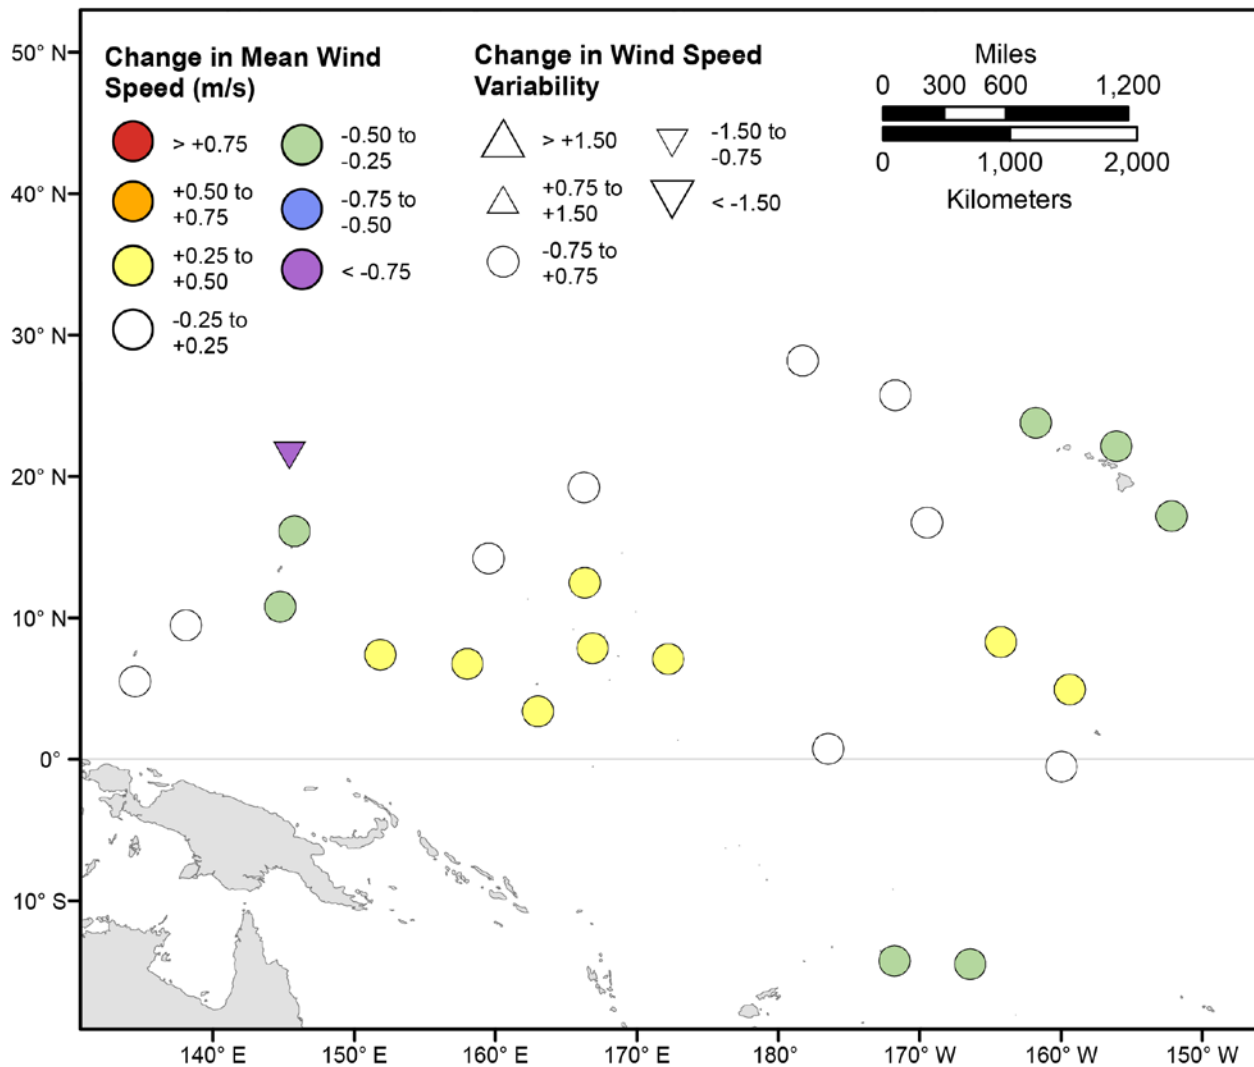 Change in Mean Wind
Speed (m/s)
> +0.75
+0.50 to
+0.75
+0.25 to
+0.50
-0.25 to
+0.25
-0.50 to
-0.25
-0.75 to
-0.50
< -0.75
Change in Wind Speed
Variability
> +1.50
+0.75 to
+1.50
-0.75 to
+0.75
-1.50 to
-0.75
< -1.50
Miles
0 300 600 1,200
0 1,000 2,000
Kilometers
50° N
40° N
30° N
20° N
10° N
0°
10° S
140° E 150° E 160° E 170° E 180° 170° W 160° W 150° W